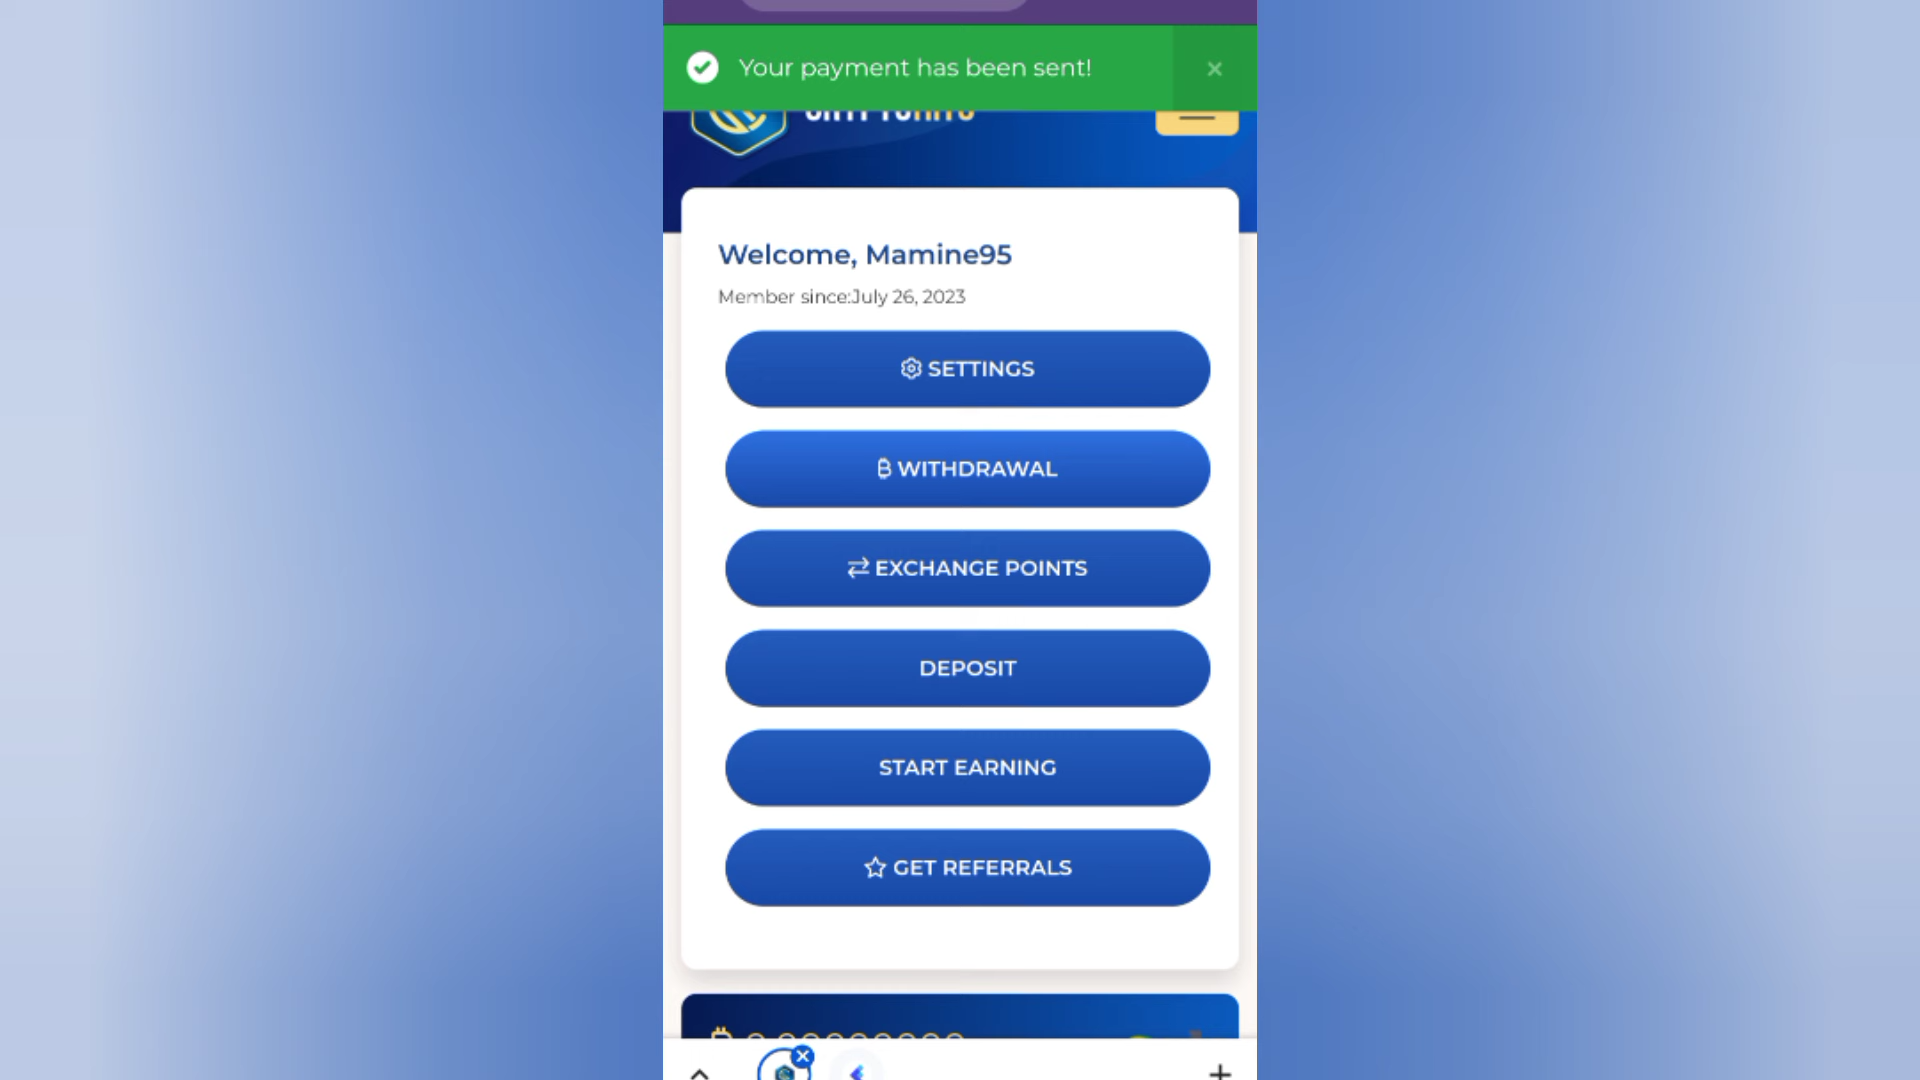 Your payment has been sent!
Welcome, Mamine95
Member since:July 26, 2023
SETTINGS
WITHDRAWAL
EXCHANGE POINTS
DEPOSIT
START EARNING
GET REFERRALS